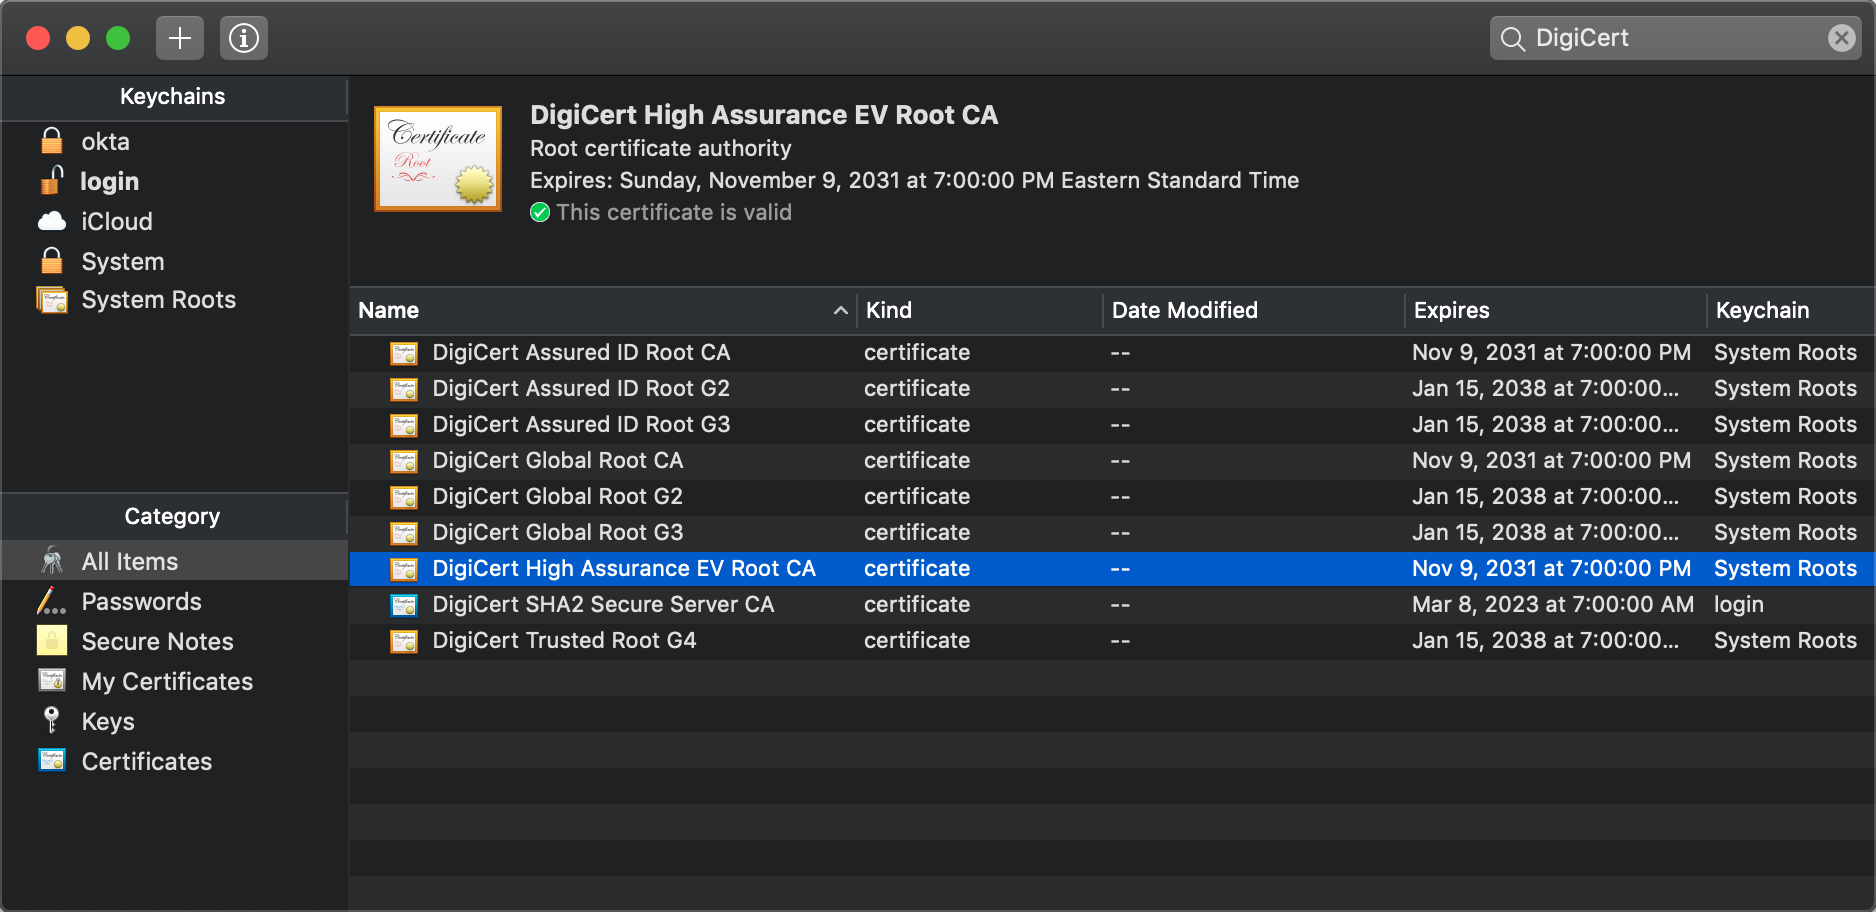 DigiCert
Keychains
okta
login
iCloud
System
System Roots
Category
All Items
Passwords
Secure Notes
My Certificates
Keys
Certificates
Certificate
Root
DigiCert High Assurance EV Root CA
Root certificate authority
Expires: Sunday, November 9, 2031 at 7:00:00 PM Eastern Standard Time
This certificate is valid
Name Kind Date Modified Expires Keychain
DigiCert Assured ID Root CA certificate -- Nov 9, 2031 at 7:00:00 PM System Roots
DigiCert Assured ID Root G2 certificate -- Jan 15, 2038 at 7:00:00... System Roots
DigiCert Assured ID Root G3 certificate -- Jan 15, 2038 at 7:00:00... System Roots
DigiCert Global Root CA certificate -- Nov 9, 2031 at 7:00:00 PM System Roots
DigiCert Global Root G2 certificate -- Jan 15, 2038 at 7:00:00... System Roots
DigiCert Global Root G3 certificate -- Jan 15, 2038 at 7:00:00... System Roots
DigiCert High Assurance EV Root CA certificate -- Nov 9, 2031 at 7:00:00 PM System Roots
DigiCert SHA2 Secure Server CA certificate -- Mar 8, 2023 at 7:00:00 AM login
DigiCert Trusted Root G4 certificate -- Jan 15, 2038 at 7:00:00... System Roots